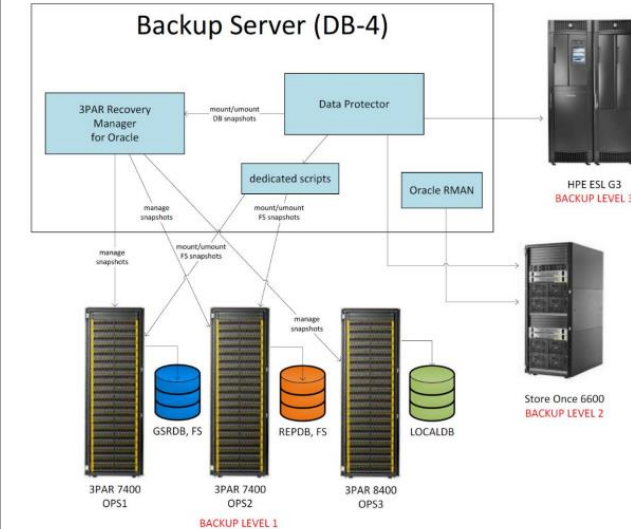 Backup Server (DB-4)
3PAR Recovery
Manager
for Oracle
mount/umount
DB snapshots
Data Protector
dedicated scripts
Oracle RMAN
manage
snapshots
mount/umount
FS snapshots
manage
snapshots
mount/umount
FS snapshots
manage
snapshots
HPE ESL G3
BACKUP LEVEL 3
Store Once 6600
BACKUP LEVEL 2
GSRDB, FS
REPDB, FS
LOCALDB
3PAR 7400
OPS1
3PAR 7400
OPS2
3PAR 8400
OPS3
BACKUP LEVEL 1